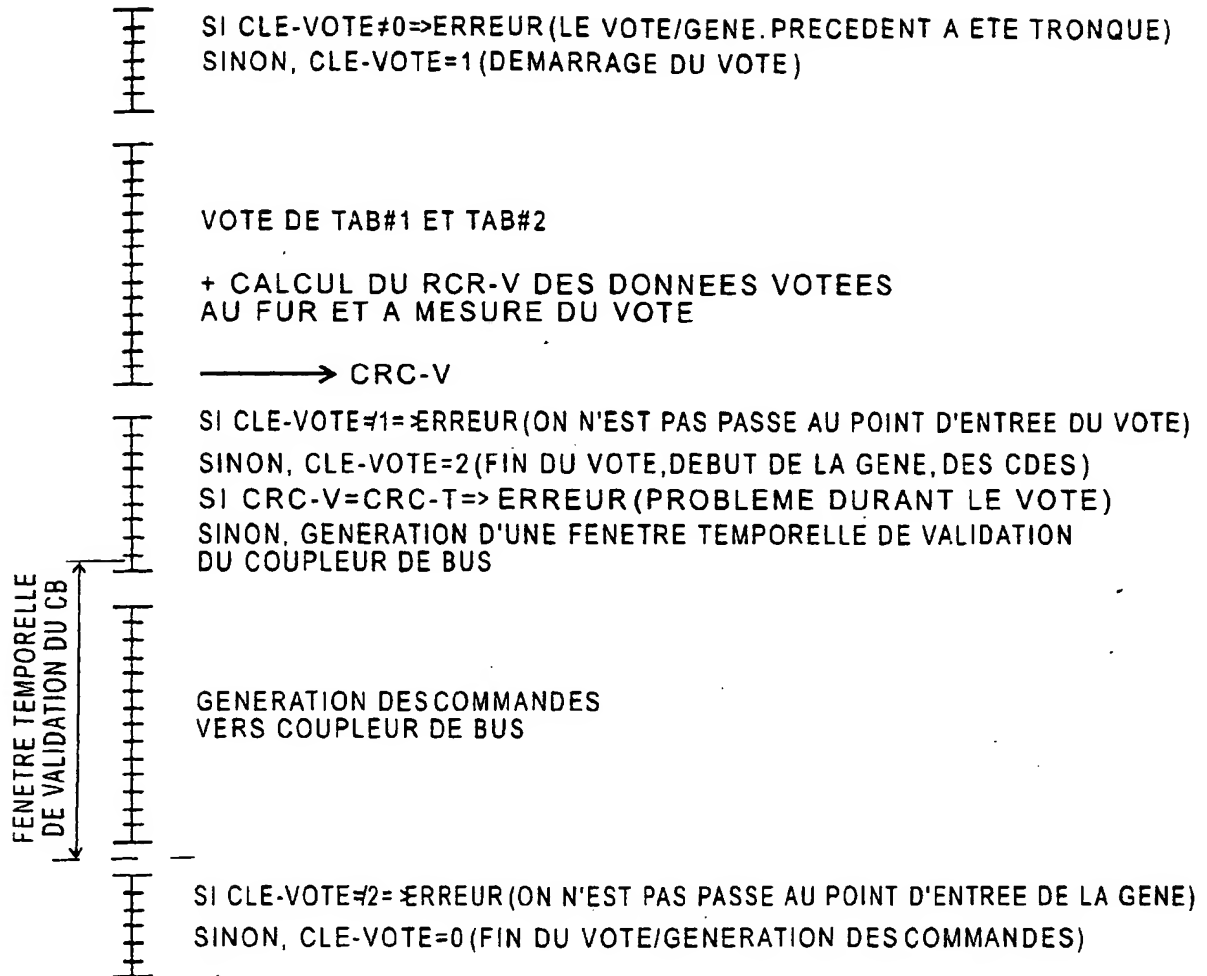 SI CLE-VOTE≠0=>ERREUR(LE VOTE/GENE.PRECEDENT A ETE TRONQUE)
SINON, CLE-VOTE=1(DEMARRAGE DU VOTE)
VOTE DE TAB#1 ET TAB#2
+ CALCUL DU RCR-V DES DONNEES VOTEES
AU FUR ET A MESURE DU VOTE
→ CRC-V
SI CLE-VOTE≠1=>ERREUR(ON N'EST PAS PASSE AU POINT D'ENTREE DU VOTE)
SINON, CLE-VOTE=2(FIN DU VOTE,DEBUT DE LA GENE,DES CDES)
SI CRC-V=CRC-T=> ERREUR(PROBLEME DURANT LE VOTE)
SINON, GENERATION D'UNE FENETRE TEMPORELLE DE VALIDATION
DU COUPLEUR DE BUS
FENETRE TEMPORELLE
DE VALIDATION DU CB
GENERATION DES COMMANDES
VERS COUPLEUR DE BUS
SI CLE-VOTE≠2=>ERREUR(ON N'EST PAS PASSE AU POINT D'ENTREE DE LA GENE)
SINON, CLE-VOTE=0(FIN DU VOTE/GENERATION DES COMMANDES)